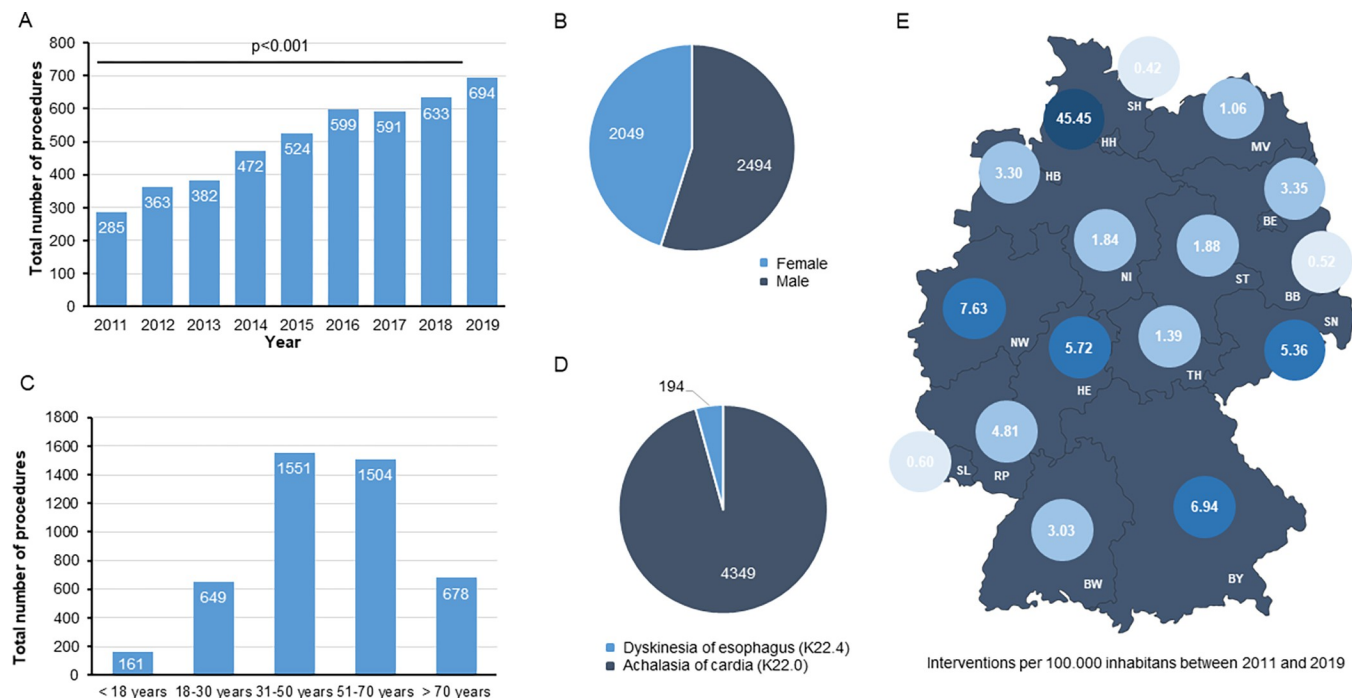 A
800
700
600
500
400
300
200
100
0
Total number of procedures
p<0.001
285
363
382
472
524
599
591
633
694
2011 2012 2013 2014 2015 2016 2017 2018 2019
Year
B
2049
2494
Female
Male
C
1800
1600
1400
1200
1000
800
600
400
200
0
Total number of procedures
161
649
1551
1504
678
< 18 years 18-30 years 31-50 years 51-70 years > 70 years
D
194
4349
Dyskinesia of esophagus (K22.4)
Achalasia of cardia (K22.0)
E
0.42
SH
45.45
HH
1.06
MV
3.30
HB
3.35
BE
1.84
NI
1.88
ST
0.52
BB
7.63
NW
5.72
HE
1.39
TH
SN
5.36
4.81
RP
0.60
SL
3.03
BW
6.94
BY
Interventions per 100.000 inhabitans between 2011 and 2019